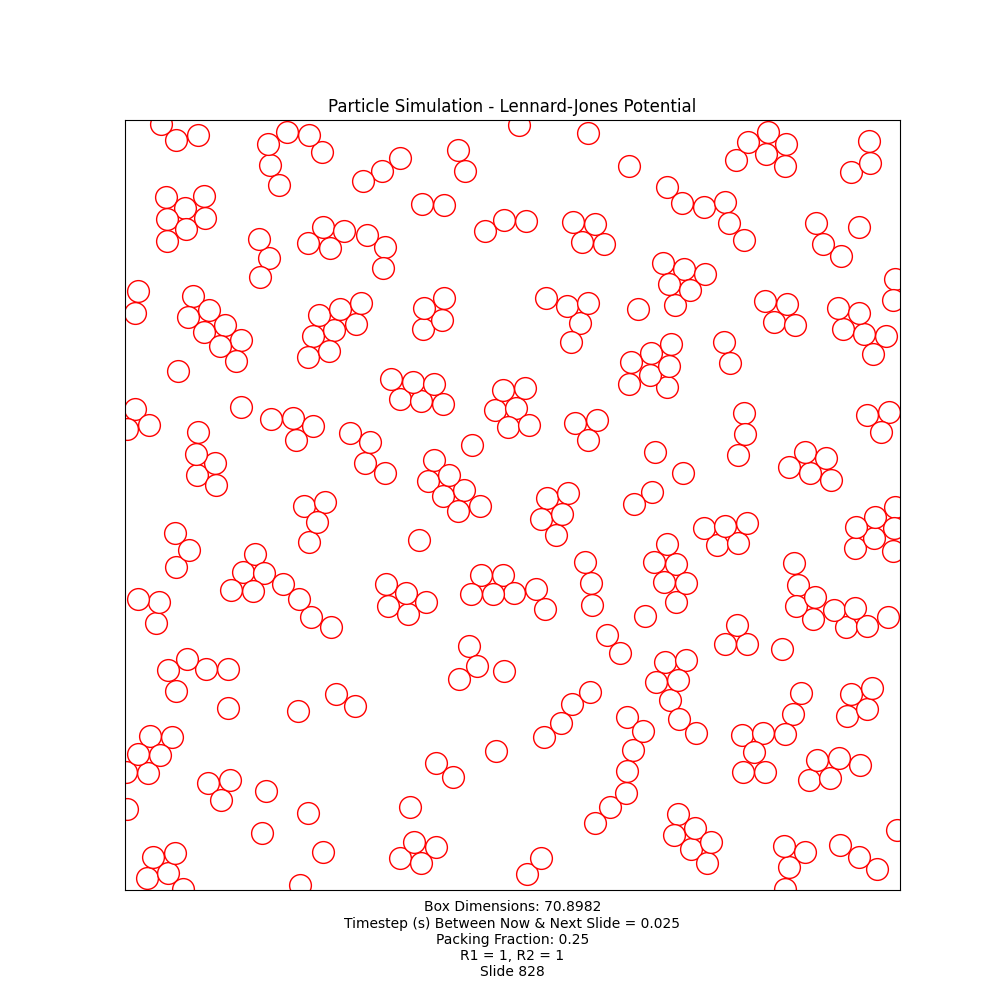 Particle Simulation - Lennard-Jones Potential
Box Dimensions: 70.8982
Timestep (s) Between Now & Next Slide = 0.025
Packing Fraction: 0.25
R1 = 1, R2 = 1
Slide 828